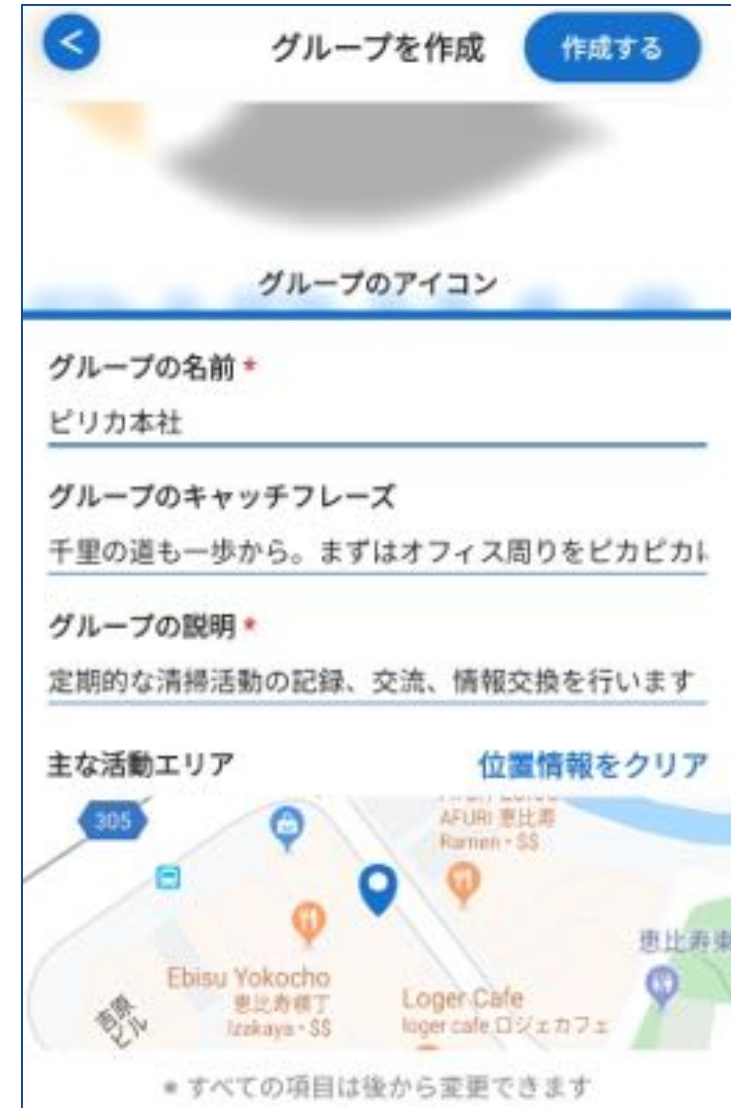 <
グループを作成
作成する
グループのアイコン
グループの名前 *
ピリカ本社
グループのキャッチフレーズ
千里の道も一歩から。まずはオフィス周りをピカピカに
グループの説明 *
定期的な清掃活動の記録、交流、情報交換を行います
主な活動エリア
位置情報をクリア
305
AFURI 恵比寿
Ramen・$$
恵比寿東
Ebisu Yokocho
恵比寿横丁
Izakaya・$$
Loger Cafe
loger cafe ロジェカフェ
吉原
ビル
* すべての項目は後から変更できます